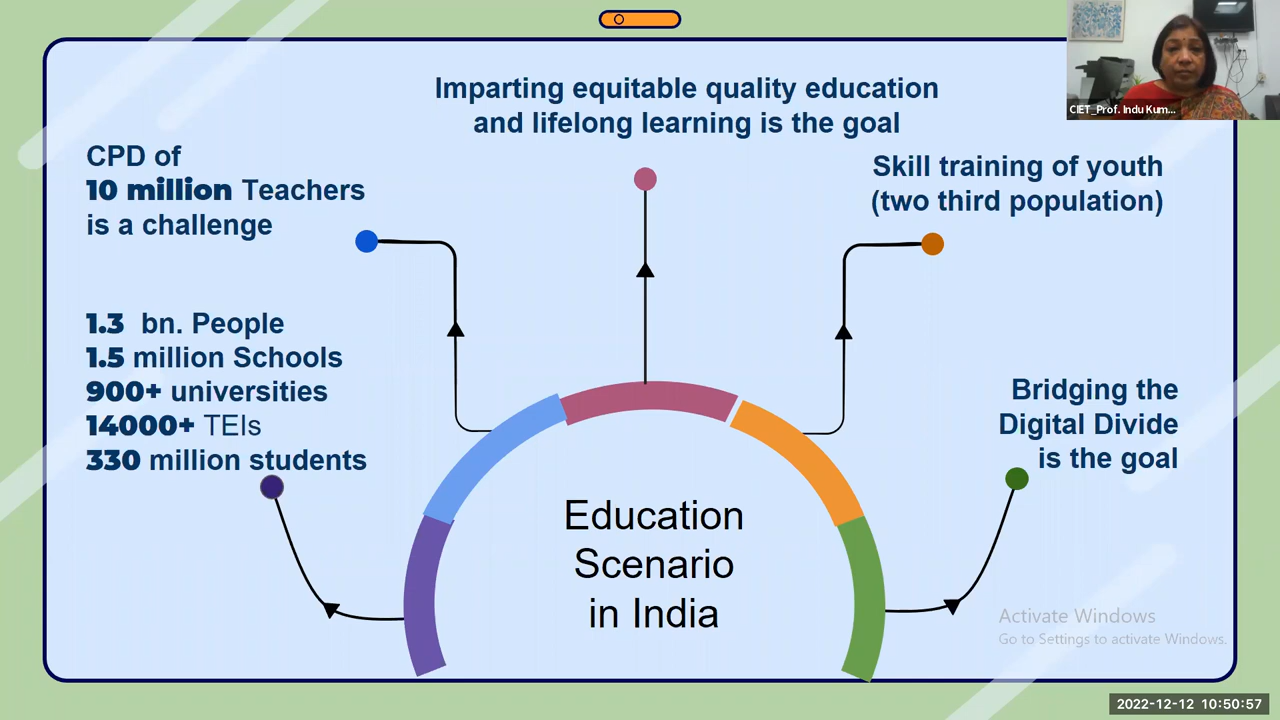 Imparting equitable quality education
and lifelong learning is the goal
CIET_Prof. Indu Kum...
CPD of
10 million Teachers
is a challenge
Skill training of youth
(two third population)
1.3 bn. People
1.5 million Schools
900+ universities
14000+ TEIs
330 million students
Bridging the
Digital Divide
is the goal
Education
Scenario
in India
Activate Windows
Go to Settings to activate Windows.
2022-12-12 10:50:57